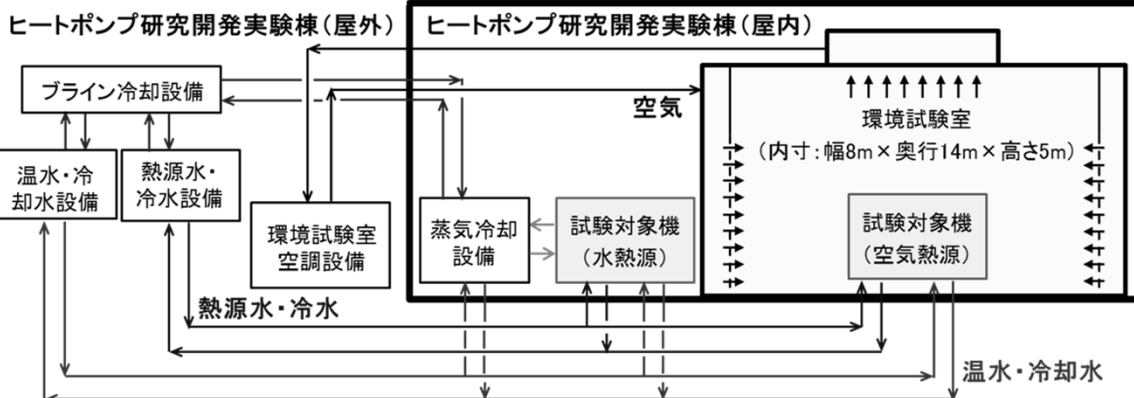 ヒートポンプ研究開発実験棟(屋外)
ヒートポンプ研究開発実験棟(屋内)
ブライン冷却設備
空気
環境試験室
(内寸:幅8m×奥行14m×高さ5m)
温水・冷
却水設備
熱源水・
冷水設備
環境試験室
空調設備
蒸気冷却
設備
試験対象機
(水熱源)
試験対象機
(空気熱源)
熱源水・冷水
温水・冷却水